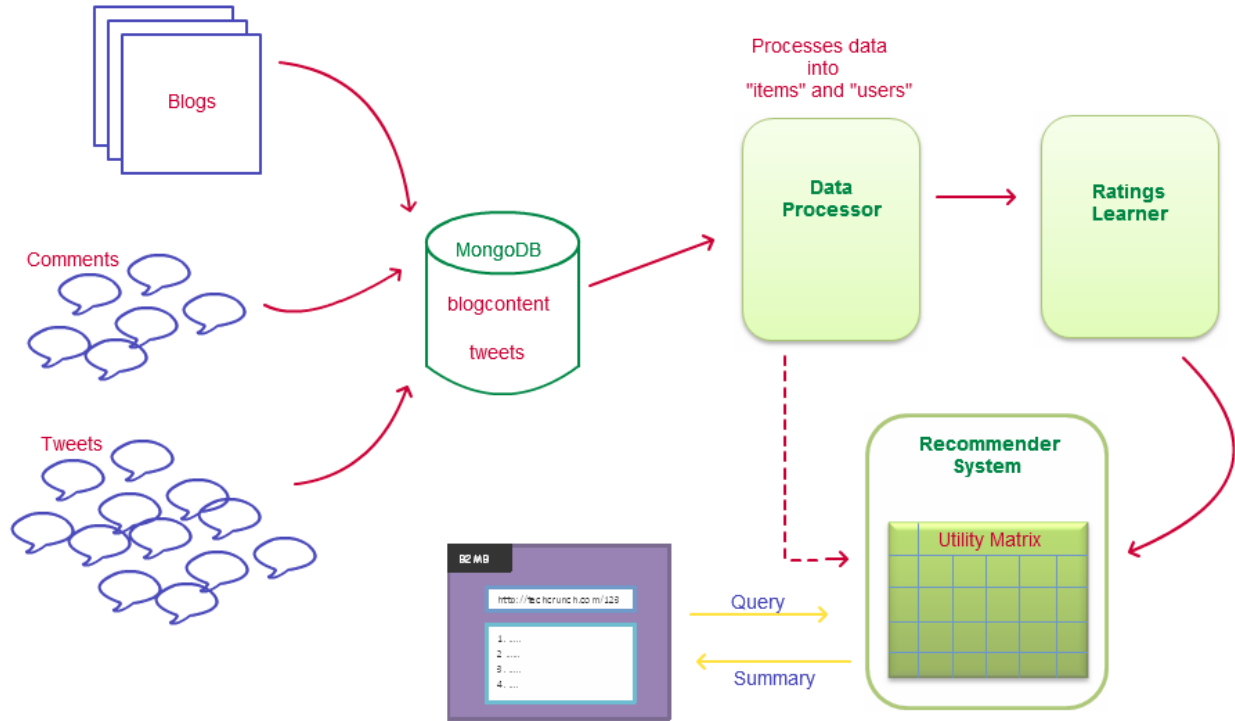 Blogs
Processes data
into
"items" and "users"
Data
Processor
Ratings
Learner
Comments
MongoDB
blogcontent
tweets
Tweets
Recommender
System
Utility Matrix
B2MB
http://techcrunch.com/123
1. .....
2 .....
3 . .....
4 . ....
Query
Summary